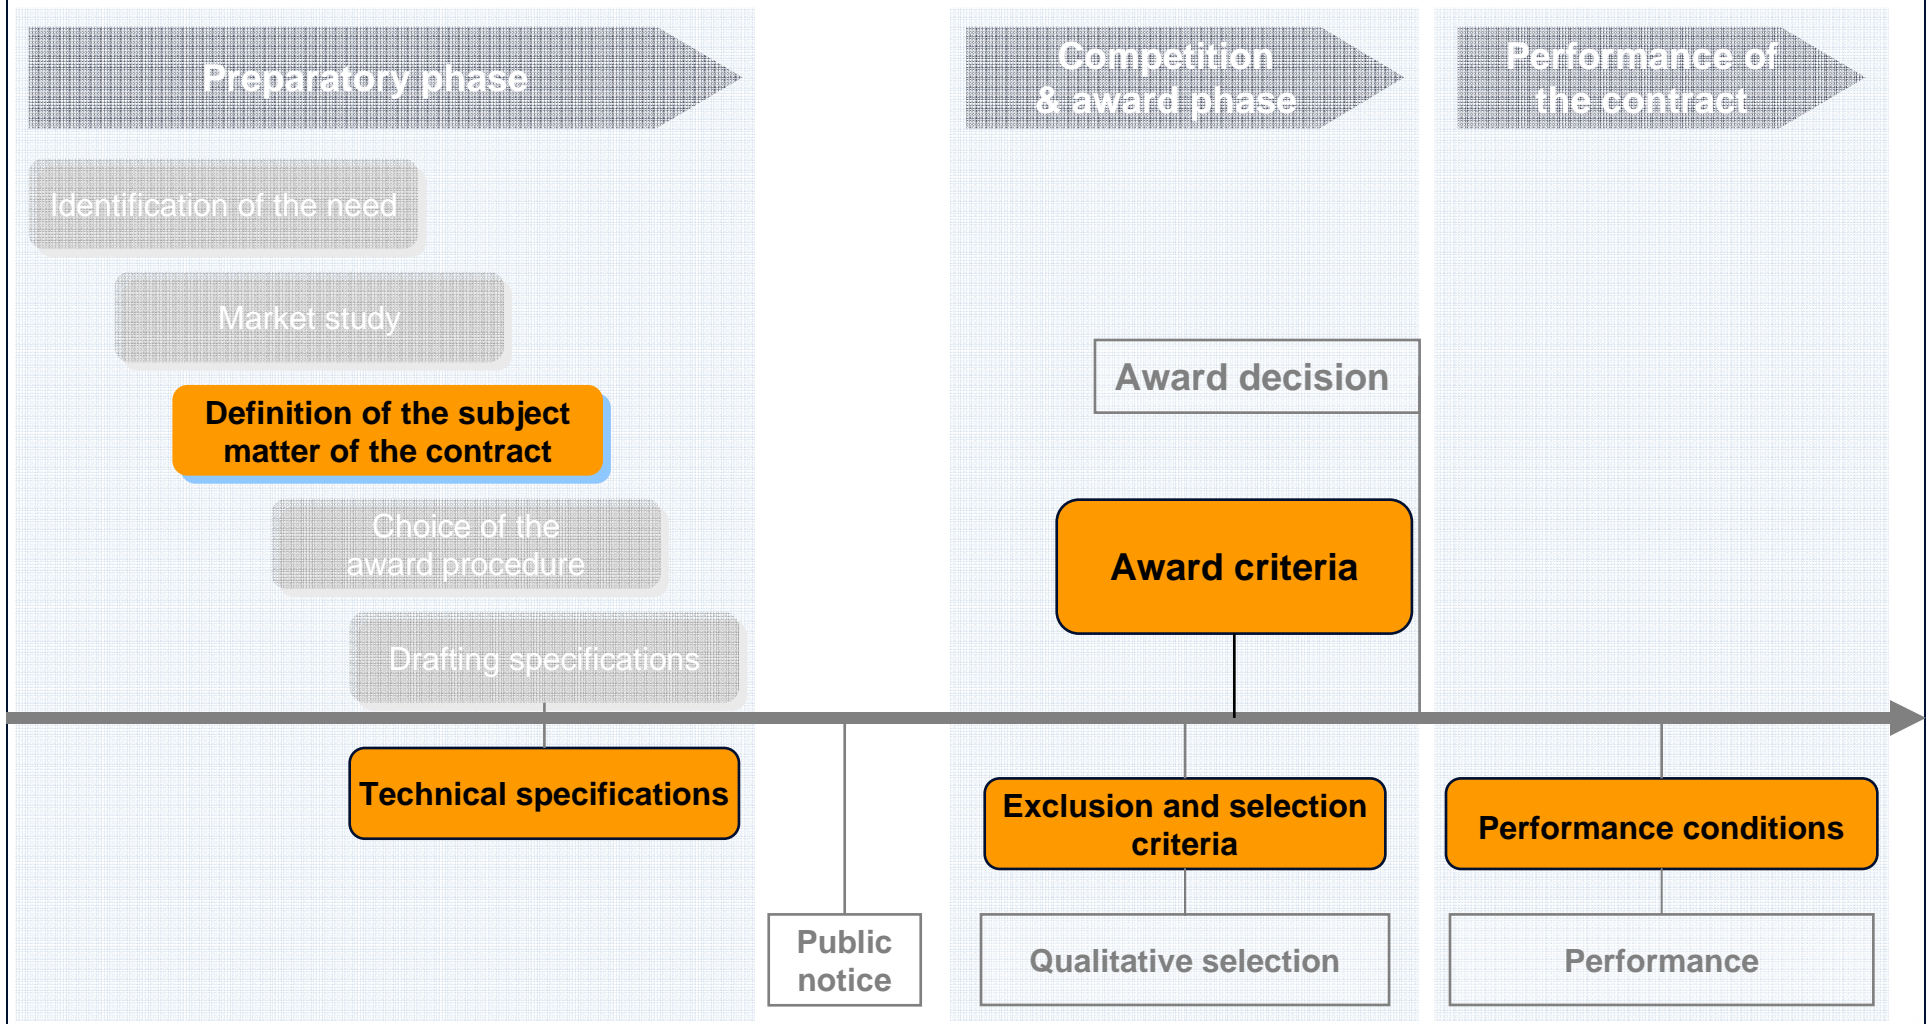 Preparatory phase
Competition
& award phase
Performance of
the contract
Identification of the need
Market study
Definition of the subject
matter of the contract
Choice of the
award procedure
Drafting specifications
Award decision
Award criteria
Technical specifications
Exclusion and selection
criteria
Performance conditions
Public
notice
Qualitative selection
Performance